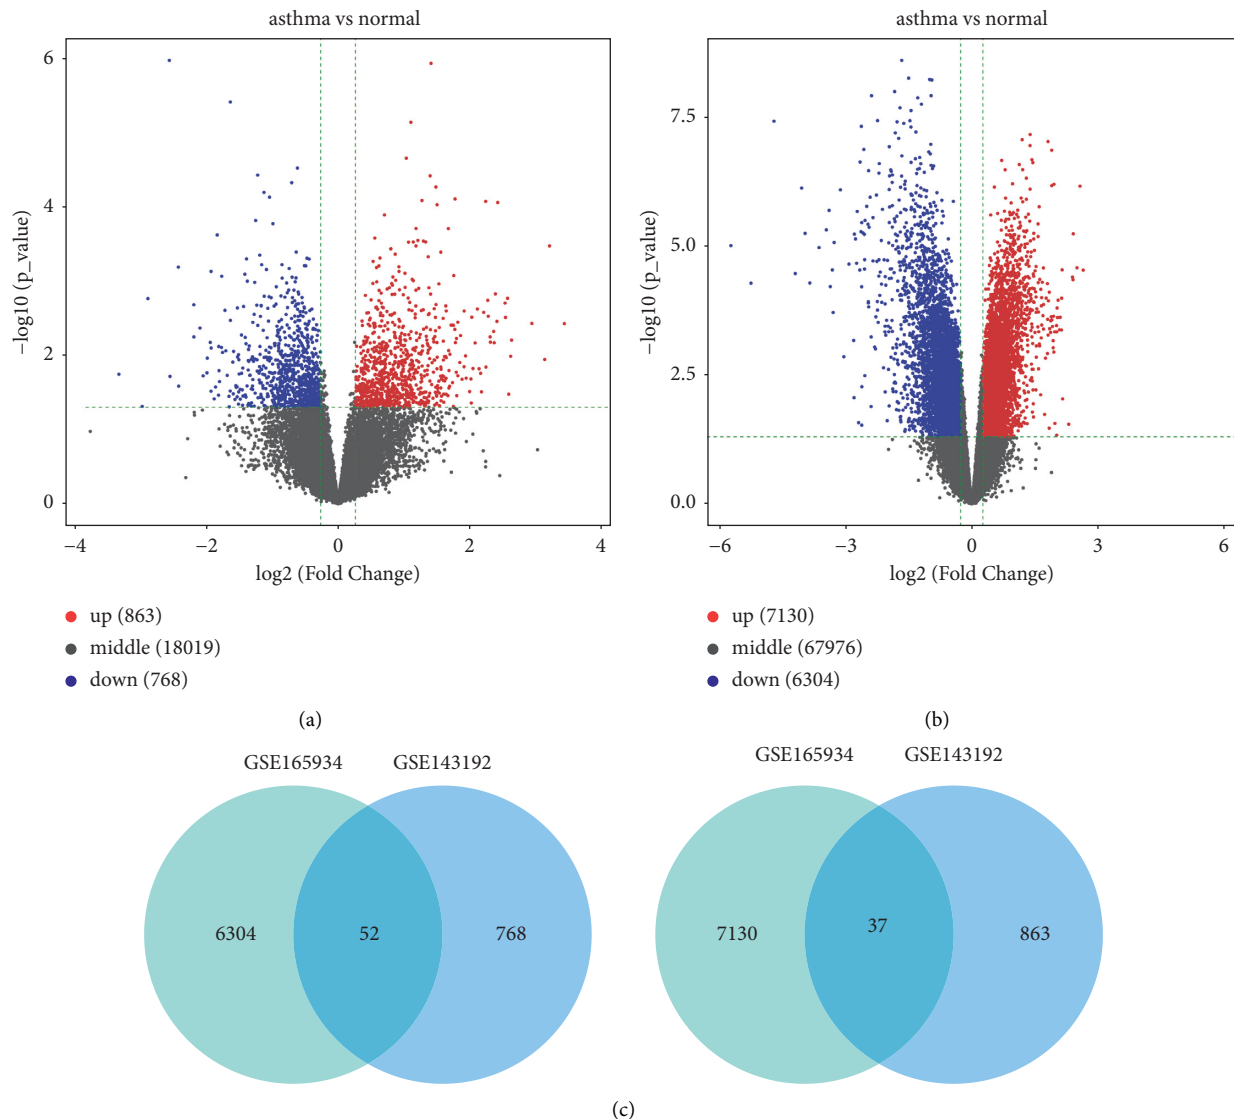 asthma vs normal
6
4
2
0
−log10 (p_value)
−4 −2 0 2 4
log2 (Fold Change)
up (863)
middle (18019)
down (768)
(a)
asthma vs normal
7.5
5.0
2.5
0.0
−log10 (p_value)
−6 −3 0 3 6
log2 (Fold Change)
up (7130)
middle (67976)
down (6304)
(b)
GSE165934 GSE143192
6304 52 768
GSE165934 GSE143192
7130 37 863
(c)